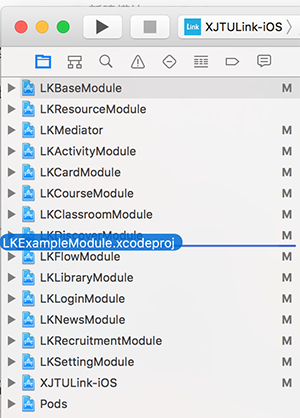 Link XJTULink-iOS
LKBaseModule M
LKResourceModule
LKMediator M
LKActivityModule M
LKCardModule M
LKCourseModule M
LKClassroomModule M
LKDiscoverModule M
LKExampleModule.xcodeproj
LKFlowModule M
LKLibraryModule M
LKLoginModule M
LKNewsModule M
LKRecruitmentModule M
LKSettingModule M
XJTULink-iOS M
Pods